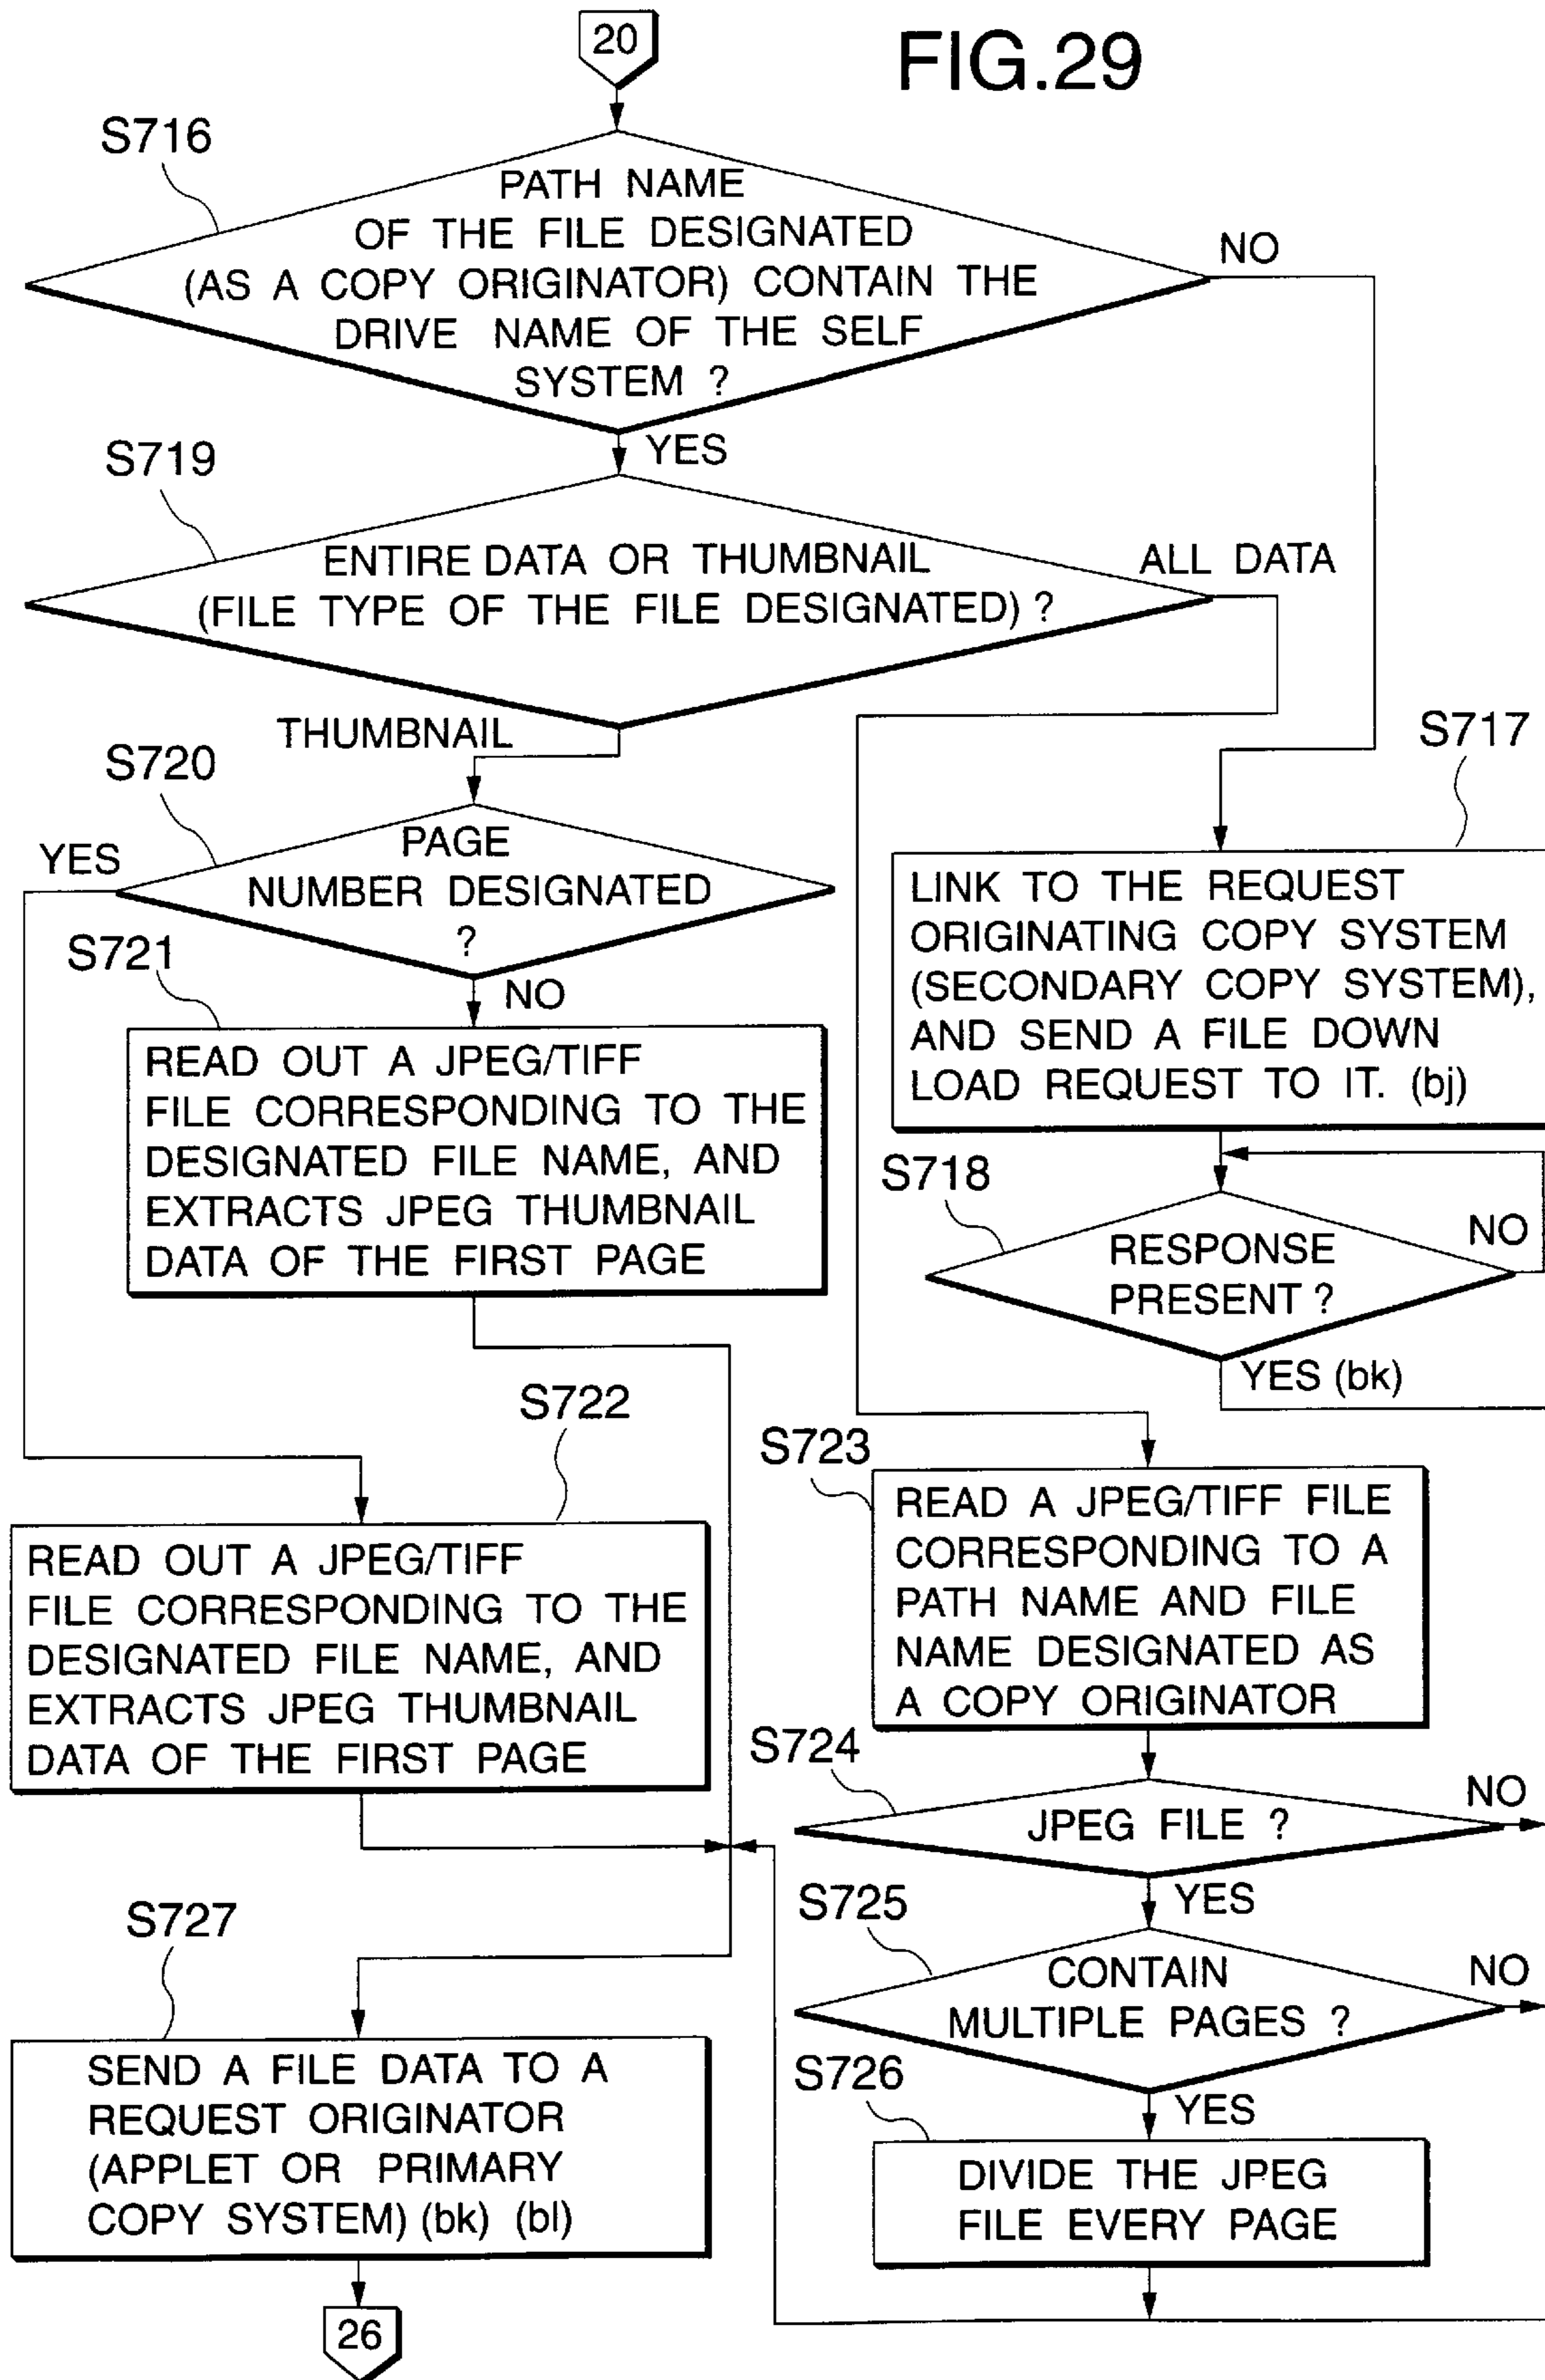 20
FIG.29
S716
PATH NAME
OF THE FILE DESIGNATED
(AS A COPY ORIGINATOR) CONTAIN THE
DRIVE NAME OF THE SELF
SYSTEM ?
NO
YES
S719
ENTIRE DATA OR THUMBNAIL
(FILE TYPE OF THE FILE DESIGNATED) ?
ALL DATA
THUMBNAIL
S720
PAGE
NUMBER DESIGNATED
?
YES
NO
S717
LINK TO THE REQUEST
ORIGINATING COPY SYSTEM
(SECONDARY COPY SYSTEM),
AND SEND A FILE DOWN
LOAD REQUEST TO IT. (bj)
S721
READ OUT A JPEG/TIFF
FILE CORRESPONDING TO THE
DESIGNATED FILE NAME, AND
EXTRACTS JPEG THUMBNAIL
DATA OF THE FIRST PAGE
S718
RESPONSE
PRESENT ?
NO
YES (bk)
S722
READ OUT A JPEG/TIFF
FILE CORRESPONDING TO THE
DESIGNATED FILE NAME, AND
EXTRACTS JPEG THUMBNAIL
DATA OF THE FIRST PAGE
S723
READ A JPEG/TIFF FILE
CORRESPONDING TO A
PATH NAME AND FILE
NAME DESIGNATED AS
A COPY ORIGINATOR
S724
JPEG FILE ?
NO
YES
S725
CONTAIN
MULTIPLE PAGES ?
NO
YES
S726
DIVIDE THE JPEG
FILE EVERY PAGE
S727
SEND A FILE DATA TO A
REQUEST ORIGINATOR
(APPLET OR PRIMARY
COPY SYSTEM) (bk) (bl)
26